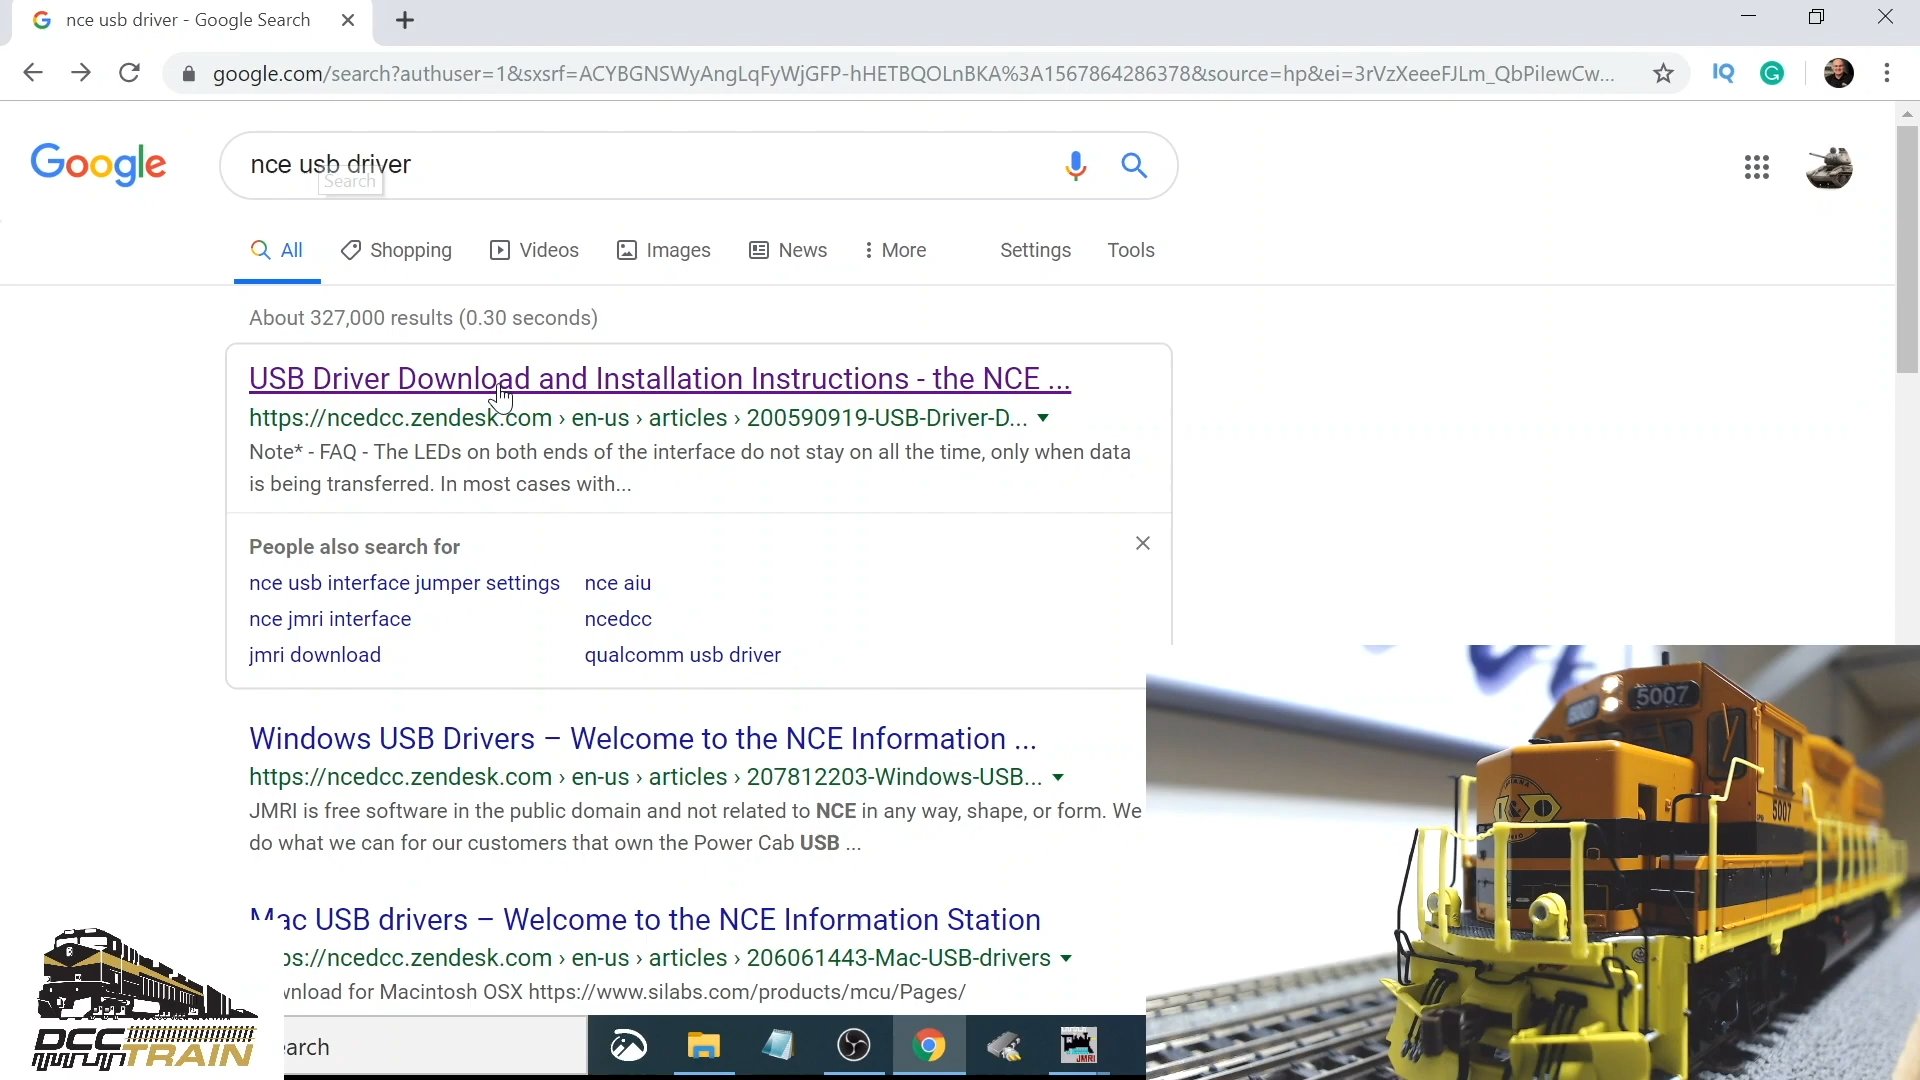 nce usb driver - Google Search
google.com/search?authuser=1&sxsrf=ACYBGNSWyAngLqFyWjGFP-hHETBQOLnBKA%3A1567864286378&source=hp&ei=3rVzXeeeFJLm_QbPiIewCw...
IQ
Google
nce usb driver
Search
All Shopping Videos Images News More Settings Tools
About 327,000 results (0.30 seconds)
USB Driver Download and Installation Instructions - the NCE ...
https://ncedcc.zendesk.com › en-us › articles › 200590919-USB-Driver-D...
Note* - FAQ - The LEDs on both ends of the interface do not stay on all the time, only when data
is being transferred. In most cases with...
People also search for
nce usb interface jumper settings nce aiu
nce jmri interface ncedcc
jmri download qualcomm usb driver
Windows USB Drivers – Welcome to the NCE Information ...
https://ncedcc.zendesk.com › en-us › articles › 207812203-Windows-USB...
JMRI is free software in the public domain and not related to NCE in any way, shape, or form. We
do what we can for our customers that own the Power Cab USB ...
Mac USB drivers – Welcome to the NCE Information Station
ps://ncedcc.zendesk.com › en-us › articles › 206061443-Mac-USB-drivers
wnload for Macintosh OSX https://www.silabs.com/products/mcu/Pages/
earch
JMRI
DCC
TRAIN
5007
5007
5007